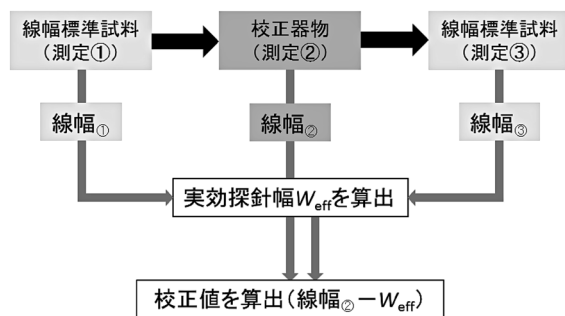 線幅標準試料
(測定①)
校正器物
(測定②)
線幅標準試料
(測定③)
線幅①
線幅②
線幅③
実効探針幅Weffを算出
校正値を算出(線幅②－Weff)